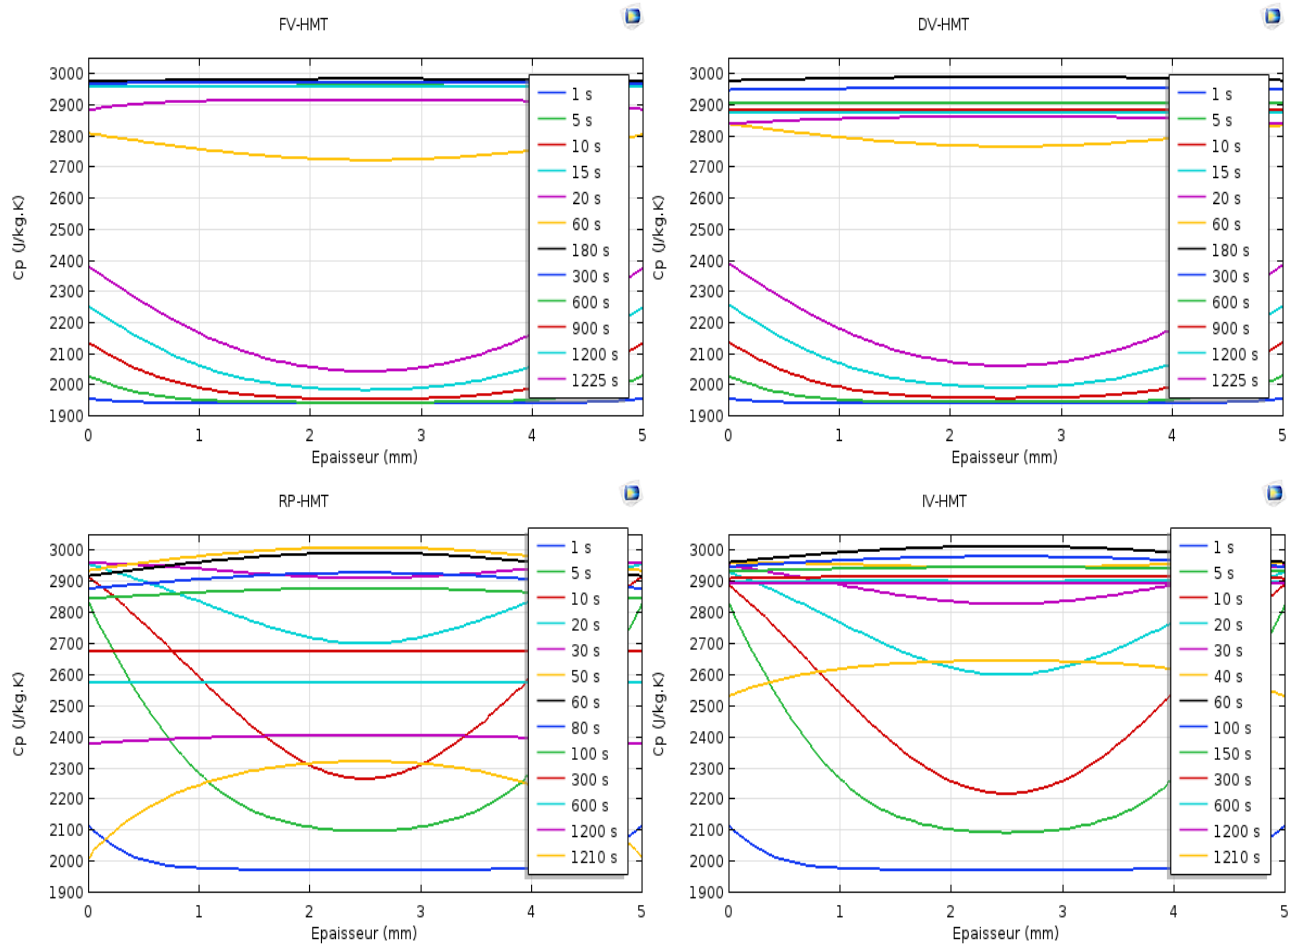 FV-HMT
3000
2900
2800
2700
2600
2500
2400
2300
2200
2100
2000
1900
Cp (J/kg.K)
0 1 2 3 4 5
Epaisseur (mm)
1 s
5 s
10 s
15 s
20 s
60 s
180 s
300 s
600 s
900 s
1200 s
1225 s
DV-HMT
3000
2900
2800
2700
2600
2500
2400
2300
2200
2100
2000
1900
Cp (J/kg.K)
0 1 2 3 4 5
Epaisseur (mm)
1 s
5 s
10 s
15 s
20 s
60 s
180 s
300 s
600 s
900 s
1200 s
1225 s
RP-HMT
3000
2900
2800
2700
2600
2500
2400
2300
2200
2100
2000
1900
Cp (J/kg.K)
0 1 2 3 4 5
Epaisseur (mm)
1 s
5 s
10 s
20 s
30 s
50 s
60 s
80 s
100 s
300 s
600 s
1200 s
1210 s
IV-HMT
3000
2900
2800
2700
2600
2500
2400
2300
2200
2100
2000
1900
Cp (J/kg.K)
0 1 2 3 4 5
Epaisseur (mm)
1 s
5 s
10 s
20 s
30 s
40 s
60 s
100 s
150 s
300 s
600 s
1200 s
1210 s